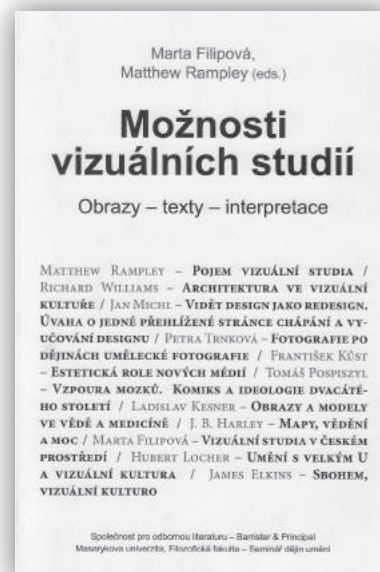 Marta Filipová,
Matthew Rampley (eds.)
Možnosti
vizuálních studií
Obrazy – texty – interpretace
MATTHEW RAMPLEY – POJEM VIZUÁLNÍ STUDIA /
RICHARD WILLIAMS – ARCHITEKTURA VE VIZUÁLNÍ
KULTUŘE / JAN MICHL – VIDĚT DESIGN JAKO REDESIGN.
ÚVAHA O JEDNÉ PŘEHLÍŽENÉ STRÁNCE CHÁPÁNÍ A VY-
UČOVÁNÍ DESIGNU / PETRA TRNKOVÁ – FOTOGRAFIE PO
DĚJINÁCH UMĚLECKÉ FOTOGRAFIE / FRANTIŠEK KŮST
– ESTETICKÁ ROLE NOVÝCH MÉDIÍ / TOMÁŠ POSPISZYL
– VZPOURA MOZKŮ. KOMIKS A IDEOLOGIE DVACÁTÉ-
HO STOLETÍ / LADISLAV KESNER – OBRAZY A MODELY
VE VĚDĚ A MEDICÍNĚ / J. B. HARLEY – MAPY, VĚDĚNÍ
A MOC / MARTA FILIPOVÁ – VIZUÁLNÍ STUDIA V ČESKÉM
PROSTŘEDÍ / HUBERT LOCHER – UMĚNÍ S VELKÝM U
A VIZUÁLNÍ KULTURA / JAMES ELKINS – SBOHEM,
VIZUÁLNÍ KULTURO
Společnost pro odbornou literaturu – Barrister & Principal
Masarykova univerzita, Filozofická fakulta – Seminář dějin umění